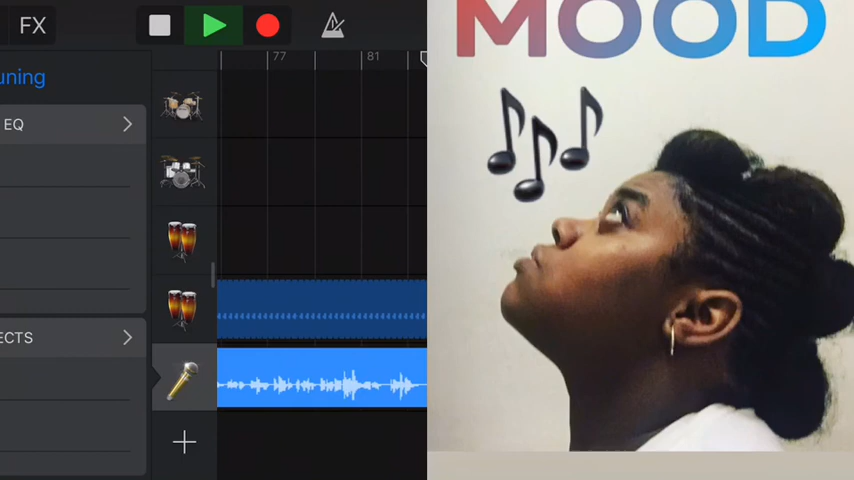 FX
77
81
uning
EQ
ECTS
MOOD